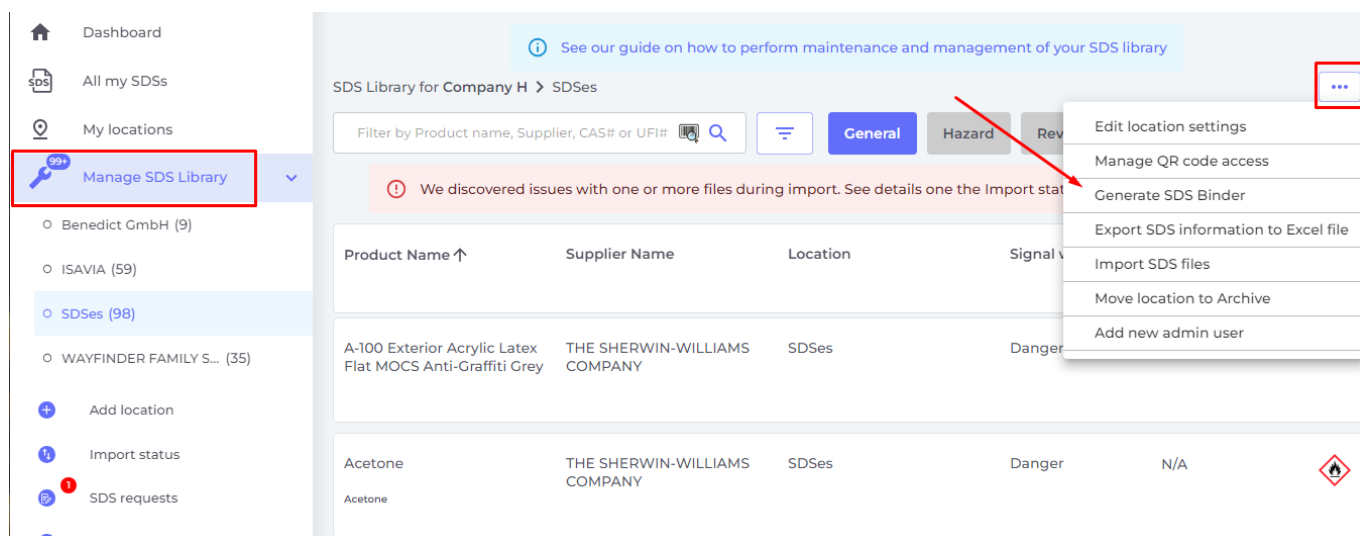 Dashboard
See our guide on how to perform maintenance and management of your SDS library
SDS
All my SDSs
SDS Library for Company H > SDSes
...
My locations
Filter by Product name, Supplier, CAS# or UFI#
General
Hazard
Rev
Edit location settings
Manage QR code access
Generate SDS Binder
Export SDS information to Excel file
Import SDS files
Move location to Archive
Add new admin user
99+
Manage SDS Library
We discovered issues with one or more files during import. See details one the Import stat
Benedict GmbH (9)
ISAVIA (59)
SDSes (98)
WAYFINDER FAMILY S... (35)
Add location
Import status
1
SDS requests
Product Name
Supplier Name
Location
Signal
A-100 Exterior Acrylic Latex
Flat MOCS Anti-Graffiti Grey
THE SHERWIN-WILLIAMS
COMPANY
SDSes
Danger
Acetone
Acetone
THE SHERWIN-WILLIAMS
COMPANY
SDSes
Danger
N/A